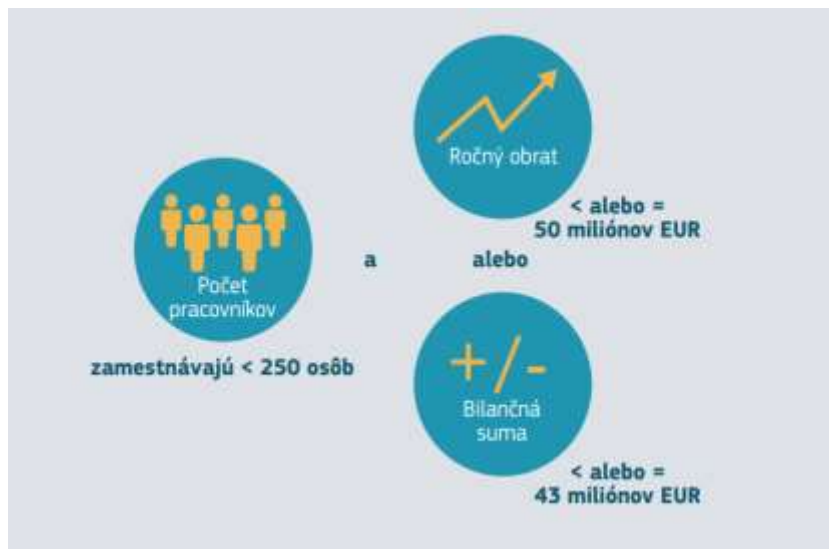 Počet
pracovníkov
zamestnávajú < 250 osôb
a
Ročný obrat
< alebo =
50 miliónov EUR
alebo
+/-
Bilančná
suma
< alebo =
43 miliónov EUR